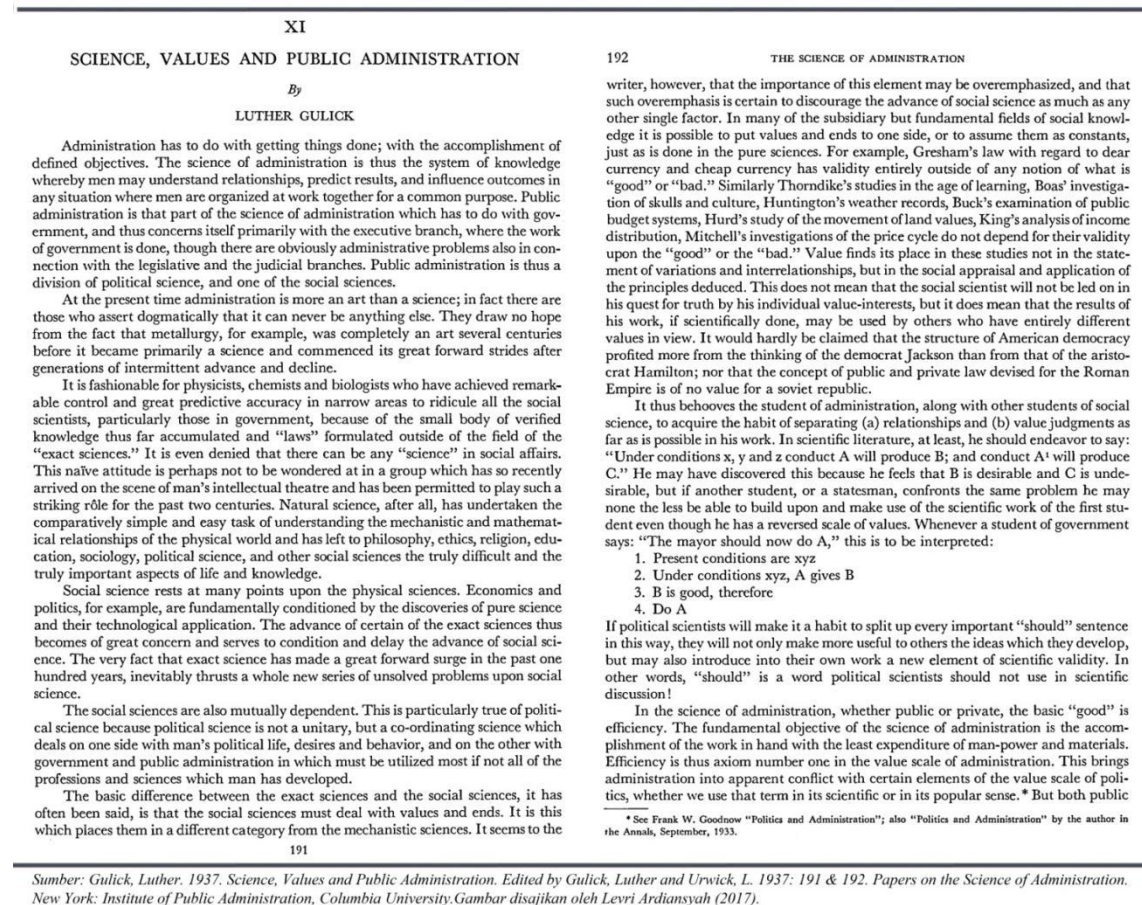 XI
SCIENCE, VALUES AND PUBLIC ADMINISTRATION
By
LUTHER GULICK
Administration has to do with getting things done; with the accomplishment of
defined objectives. The science of administration is thus the system of knowledge
whereby men may understand relationships, predict results, and influence outcomes in
any situation where men are organized at work together for a common purpose. Public
administration is that part of the science of administration which has to do with gov-
ernment, and thus concerns itself primarily with the executive branch, where the work
of government is done, though there are obviously administrative problems also in con-
nection with the legislative and the judicial branches. Public administration is thus a
division of political science, and one of the social sciences.
At the present time administration is more an art than a science; in fact there are
those who assert dogmatically that it can never be anything else. They draw no hope
from the fact that metallurgy, for example, was completely an art several centuries
before it became primarily a science and commenced its great forward strides after
generations of intermittent advance and decline.
It is fashionable for physicists, chemists and biologists who have achieved remark-
able control and great predictive accuracy in narrow areas to ridicule all the social
scientists, particularly those in government, because of the small body of verified
knowledge thus far accumulated and “laws” formulated outside of the field of the
“exact sciences.” It is even denied that there can be any “science” in social affairs.
This naïve attitude is perhaps not to be wondered at in a group which has so recently
arrived on the scene of man’s intellectual theatre and has been permitted to play such a
striking rôle for the past two centuries. Natural science, after all, has undertaken the
comparatively simple and easy task of understanding the mechanistic and mathemat-
ical relationships of the physical world and has left to philosophy, ethics, religion, edu-
cation, sociology, political science, and other social sciences the truly difficult and the
truly important aspects of life and knowledge.
Social science rests at many points upon the physical sciences. Economics and
politics, for example, are fundamentally conditioned by the discoveries of pure science
and their technological application. The advance of certain of the exact sciences thus
becomes of great concern and serves to condition and delay the advance of social sci-
ence. The very fact that exact science has made a great forward surge in the past one
hundred years, inevitably thrusts a whole new series of unsolved problems upon social
science.
The social sciences are also mutually dependent. This is particularly true of politi-
cal science because political science is not a unitary, but a co-ordinating science which
deals on one side with man’s political life, desires and behavior, and on the other with
government and public administration in which must be utilized most if not all of the
professions and sciences which man has developed.
The basic difference between the exact sciences and the social sciences, it has
often been said, is that the social sciences must deal with values and ends. It is this
which places them in a different category from the mechanistic sciences. It seems to the
191
192 THE SCIENCE OF ADMINISTRATION
writer, however, that the importance of this element may be overemphasized, and that
such overemphasis is certain to discourage the advance of social science as much as any
other single factor. In many of the subsidiary but fundamental fields of social knowl-
edge it is possible to put values and ends to one side, or to assume them as constants,
just as is done in the pure sciences. For example, Gresham’s law with regard to dear
currency and cheap currency has validity entirely outside of any notion of what is
“good” or “bad.” Similarly Thorndike’s studies in the age of learning, Boas’ investiga-
tion of skulls and culture, Huntington’s weather records, Buck’s examination of public
budget systems, Hurd’s study of the movement of land values, King’s analysis of income
distribution, Mitchell’s investigations of the price cycle do not depend for their validity
upon the “good” or the “bad.” Value finds its place in these studies not in the state-
ment of variations and interrelationships, but in the social appraisal and application of
the principles deduced. This does not mean that the social scientist will not be led on in
his quest for truth by his individual value-interests, but it does mean that the results of
his work, if scientifically done, may be used by others who have entirely different
values in view. It would hardly be claimed that the structure of American democracy
profited more from the thinking of the democrat Jackson than from that of the aristo-
crat Hamilton; nor that the concept of public and private law devised for the Roman
Empire is of no value for a soviet republic.
It thus behooves the student of administration, along with other students of social
science, to acquire the habit of separating (a) relationships and (b) value judgments as
far as is possible in his work. In scientific literature, at least, he should endeavor to say:
“Under conditions x, y and z conduct A will produce B; and conduct A¹ will produce
C.” He may have discovered this because he feels that B is desirable and C is unde-
sirable, but if another student, or a statesman, confronts the same problem he may
none the less be able to build upon and make use of the scientific work of the first stu-
dent even though he has a reversed scale of values. Whenever a student of government
says: “The mayor should now do A,” this is to be interpreted:
1. Present conditions are xyz
2. Under conditions xyz, A gives B
3. B is good, therefore
4. Do A
If political scientists will make it a habit to split up every important “should” sentence
in this way, they will not only make more useful to others the ideas which they develop,
but may also introduce into their own work a new element of scientific validity. In
other words, “should” is a word political scientists should not use in scientific
discussion!
In the science of administration, whether public or private, the basic “good” is
efficiency. The fundamental objective of the science of administration is the accom-
plishment of the work in hand with the least expenditure of man-power and materials.
Efficiency is thus axiom number one in the value scale of administration. This brings
administration into apparent conflict with certain elements of the value scale of poli-
tics, whether we use that term in its scientific or in its popular sense.* But both public
* See Frank W. Goodnow “Politics and Administration”; also “Politics and Administration” by the author in
the Annals, September, 1933.
Sumber: Gulick, Luther. 1937. Science, Values and Public Administration. Edited by Gulick, Luther and Urwick, L. 1937: 191 & 192. Papers on the Science of Administration.
New York: Institute of Public Administration, Columbia University.Gambar disajikan oleh Levri Ardiansyah (2017).